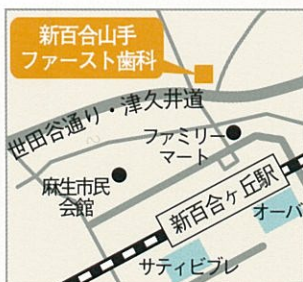 新百合山手
ファースト歯科
世田谷通り・津久井道
ファミリー
マート
麻生市民
会館
新百合ヶ丘駅
オーパ
サティビブレ